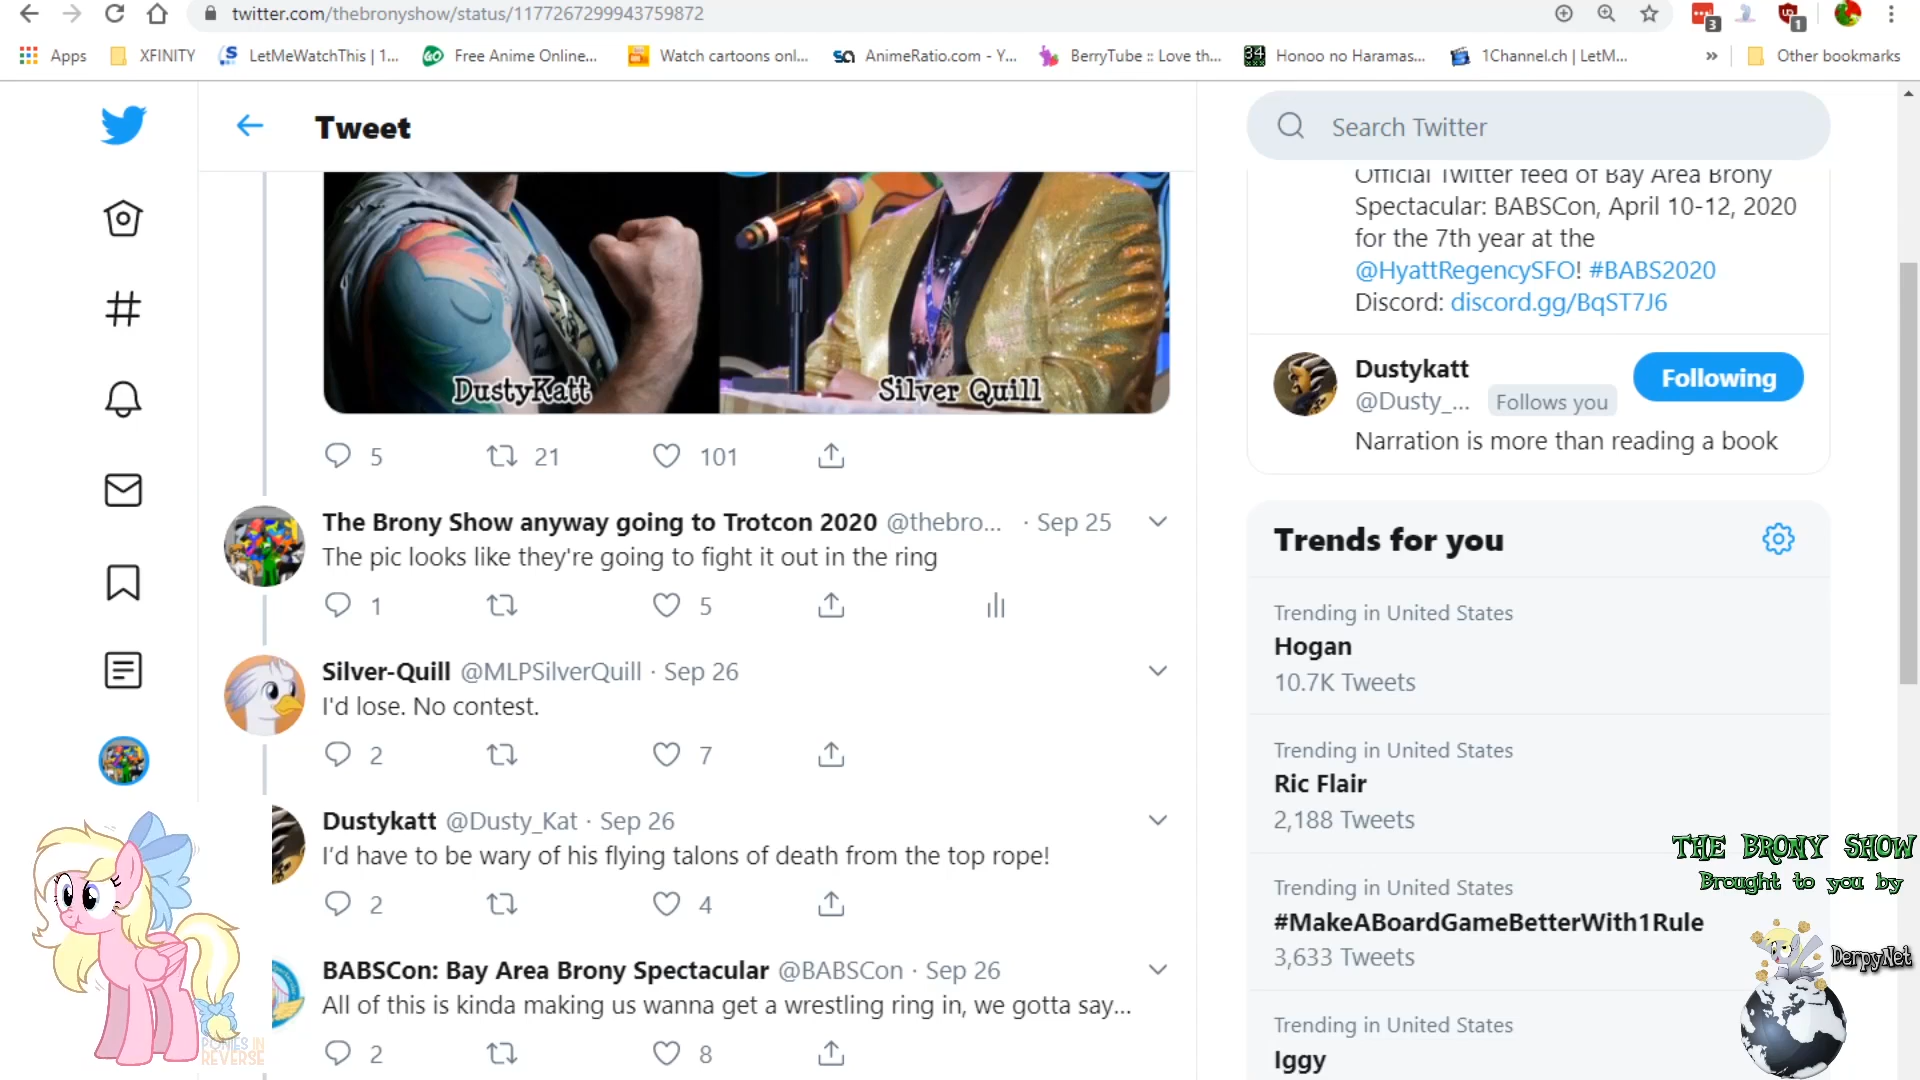 twitter.com/thebronyshow/status/1177267299943759872
3
1
Apps
XFINITY
LetMeWatchThis | 1...
Free Anime Online...
Watch cartoons onl...
AnimeRatio.com - Y...
BerryTube :: Love th...
Honoo no Haramas...
1Channel.ch | LetM...
»
Other bookmarks
Tweet
Search Twitter
DustyKatt
Silver Quill
5
21
101
The Brony Show anyway going to Trotcon 2020 @thebro... · Sep 25
The pic looks like they're going to fight it out in the ring
1
5
Silver-Quill @MLPSilverQuill · Sep 26
I'd lose. No contest.
2
7
Dustykatt @Dusty_Kat · Sep 26
I'd have to be wary of his flying talons of death from the top rope!
2
4
BABSCon: Bay Area Brony Spectacular @BABSCon · Sep 26
All of this is kinda making us wanna get a wrestling ring in, we gotta say...
2
8
Official Twitter feed of Bay Area Brony
Spectacular: BABSCon, April 10-12, 2020
for the 7th year at the
@HyattRegencySFO! #BABS2020
Discord: discord.gg/BqST7J6
Dustykatt
Following
@Dusty_...
Follows you
Narration is more than reading a book
Trends for you
Trending in United States
Hogan
10.7K Tweets
Trending in United States
Ric Flair
2,188 Tweets
Trending in United States
#MakeABoardGameBetterWith1Rule
3,633 Tweets
Trending in United States
Iggy
THE BRONY SHOW
Brought to you by
DerpyNet
PONIES IN
REVERSE